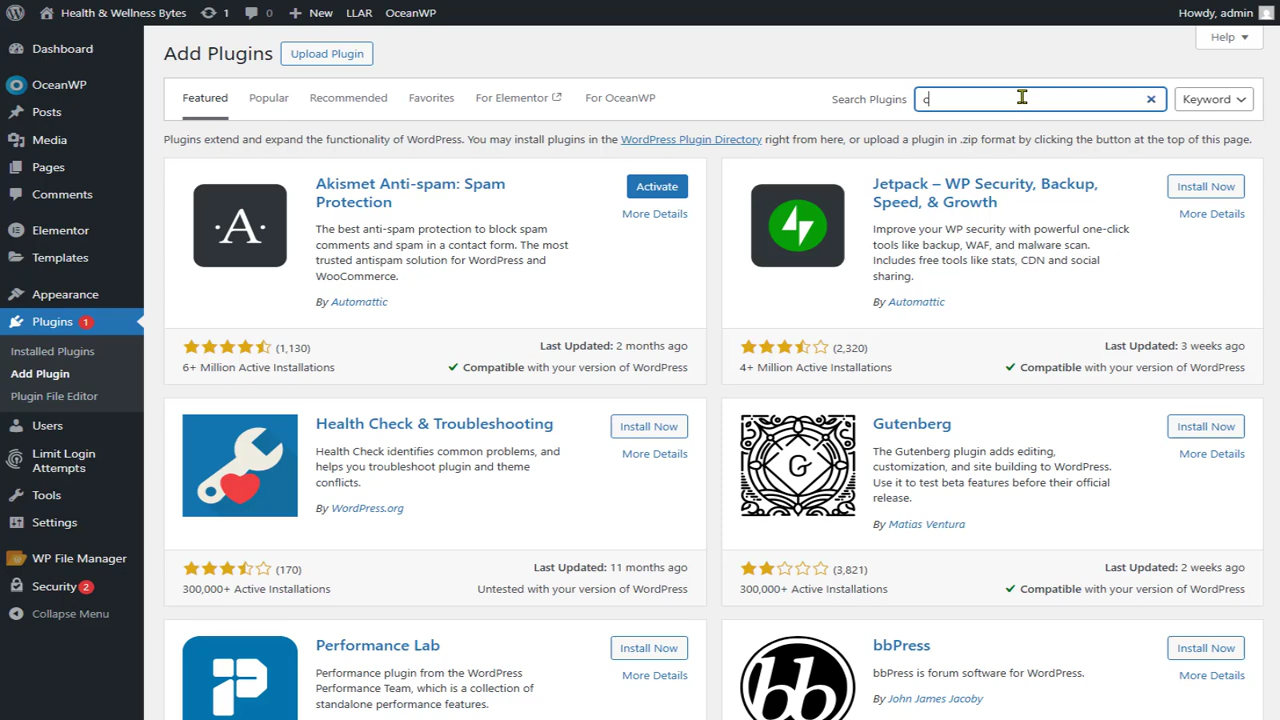 Health & Wellness Bytes 1 0 New LLAR OceanWP Howdy, admin
Dashboard
OceanWP
Posts
Media
Pages
Comments
Elementor
Templates
Appearance
Plugins 1
Installed Plugins
Add Plugin
Plugin File Editor
Users
Limit Login
Attempts
Tools
Settings
WP File Manager
Security 2
Collapse Menu
Help
Add Plugins Upload Plugin
Featured Popular Recommended Favorites For Elementor For OceanWP Search Plugins c Keyword
Plugins extend and expand the functionality of WordPress. You may install plugins in the WordPress Plugin Directory right from here, or upload a plugin in .zip format by clicking the button at the top of this page.
·A·
Akismet Anti-spam: Spam
Protection
Activate
More Details
The best anti-spam protection to block spam
comments and spam in a contact form. The most
trusted antispam solution for WordPress and
WooCommerce.
By Automattic
(1,130) Last Updated: 2 months ago
6+ Million Active Installations Compatible with your version of WordPress
Jetpack – WP Security, Backup,
Speed, & Growth
Install Now
More Details
Improve your WP security with powerful one-click
tools like backup, WAF, and malware scan.
Includes free tools like stats, CDN and social
sharing.
By Automattic
(2,320) Last Updated: 3 weeks ago
4+ Million Active Installations Compatible with your version of WordPress
Health Check & Troubleshooting
Install Now
More Details
Health Check identifies common problems, and
helps you troubleshoot plugin and theme
conflicts.
By WordPress.org
(170) Last Updated: 11 months ago
300,000+ Active Installations Untested with your version of WordPress
G
Gutenberg
Install Now
More Details
The Gutenberg plugin adds editing,
customization, and site building to WordPress.
Use it to test beta features before their official
release.
By Matias Ventura
(3,821) Last Updated: 2 weeks ago
300,000+ Active Installations Compatible with your version of WordPress
Performance Lab
Install Now
More Details
Performance plugin from the WordPress
Performance Team, which is a collection of
standalone performance features.
bb
bbPress
Install Now
More Details
bbPress is forum software for WordPress.
By John James Jacoby